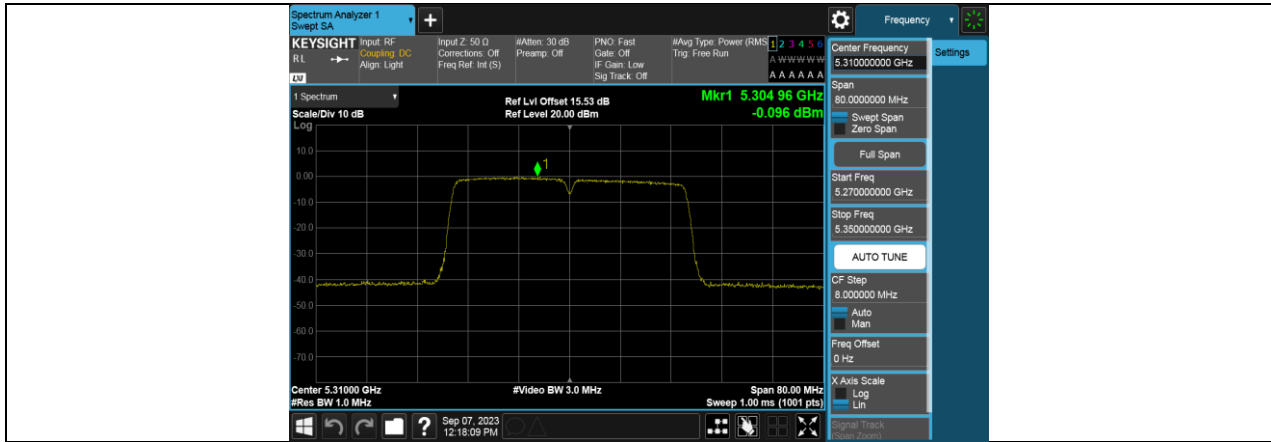 Spectrum Analyzer 1
Swept SA
+
Frequency
KEYSIGHT
RL
LXI
Input: RF
Coupling: DC
Align: Light
Input Z: 50 Ω
Corrections: Off
Freq Ref: Int (S)
#Atten: 30 dB
Preamp: Off
PNO: Fast
Gate: Off
IF Gain: Low
Sig Track: Off
#Avg Type: Power (RMS
Trig: Free Run
1 2 3 4 5 6
A W W W W W
A A A A A A
1 Spectrum
Scale/Div 10 dB
Ref Lvl Offset 15.53 dB
Ref Level 20.00 dBm
Mkr1 5.304 96 GHz
-0.096 dBm
Log
10.0
0.00
-10.0
-20.0
-30.0
-40.0
-50.0
-60.0
-70.0
1
Center 5.31000 GHz
#Res BW 1.0 MHz
#Video BW 3.0 MHz
Span 80.00 MHz
Sweep 1.00 ms (1001 pts)
?
Sep 07, 2023
12:18:09 PM
Center Frequency
5.310000000 GHz
Settings
Span
80.0000000 MHz
Swept Span
Zero Span
Full Span
Start Freq
5.270000000 GHz
Stop Freq
5.350000000 GHz
AUTO TUNE
CF Step
8.000000 MHz
Auto
Man
Freq Offset
0 Hz
X Axis Scale
Log
Lin
Signal Track
(Span Zoom)